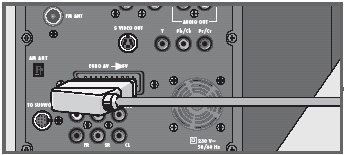 FM ANT
AUDIO OUT
S VIDEO OUT
Y Pb/Cb Pr/Cr
AM ANT
EURO AV
TO SUBWO
FR SR CL
230 V~
50/60 Hz